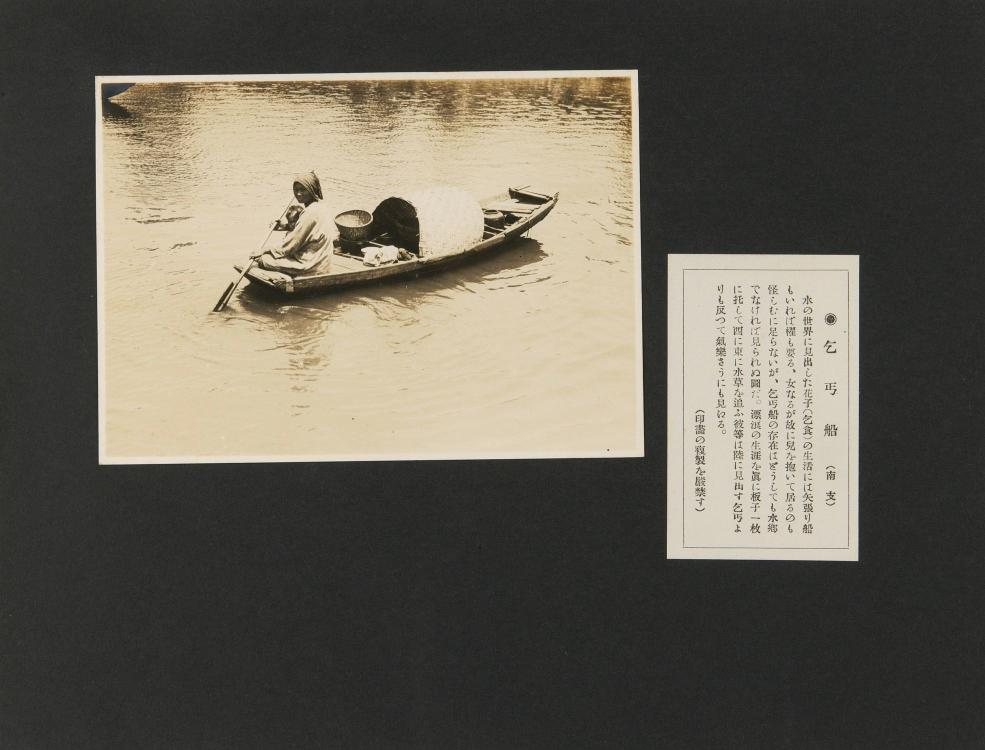 ◉乞丐船（南支）
水の世界に見出した花子（乞食）の生活には矢張り船
もいれば櫂も要る、女なるが故に兒を抱いて居るのも
怪しむに足らないが、乞丐船の存在はどうしても水郷
でなければ見られぬ圖だ。漂浪の生涯を眞に板子一枚
に托して西に東に水草を追ふ彼等は陸に見出す乞丐よ
りも反つて氣樂さうにも見ゆる。
（印畫の複製を嚴禁す）